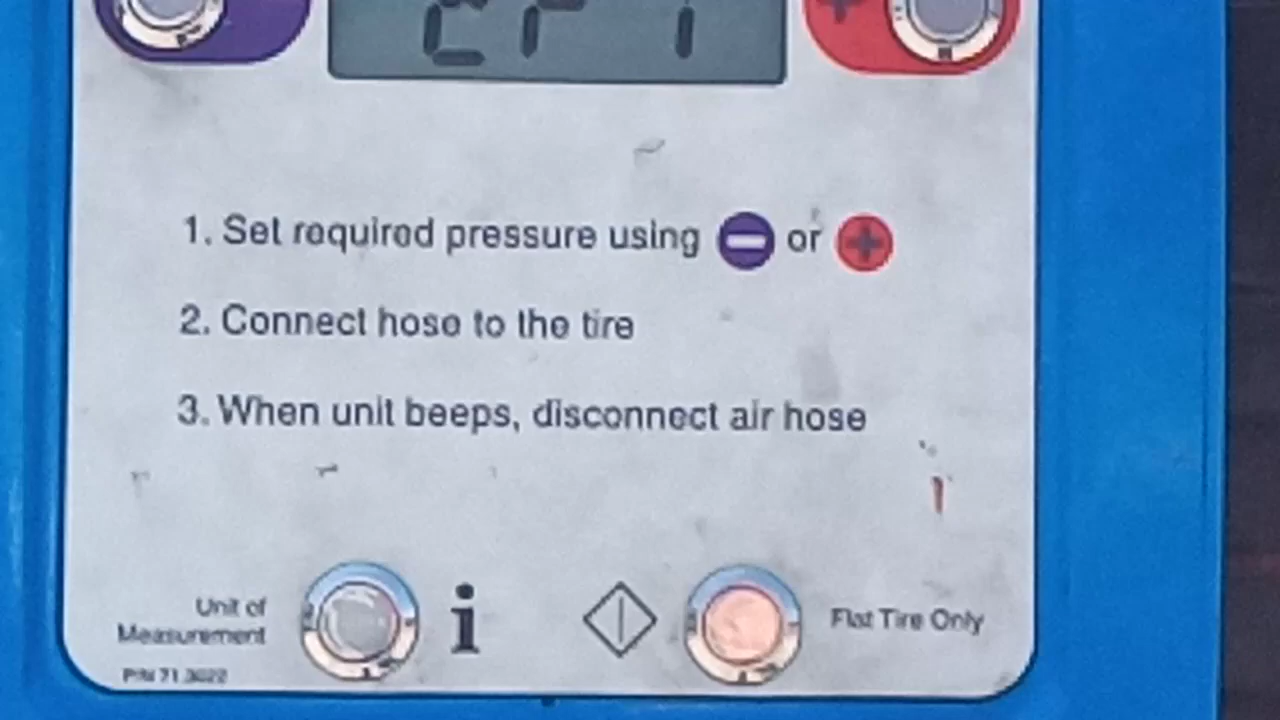 1. Set required pressure using - or +
2. Connect hose to the tire
3. When unit beeps, disconnect air hose
Unit of
Measurement
i
Flat Tire Only